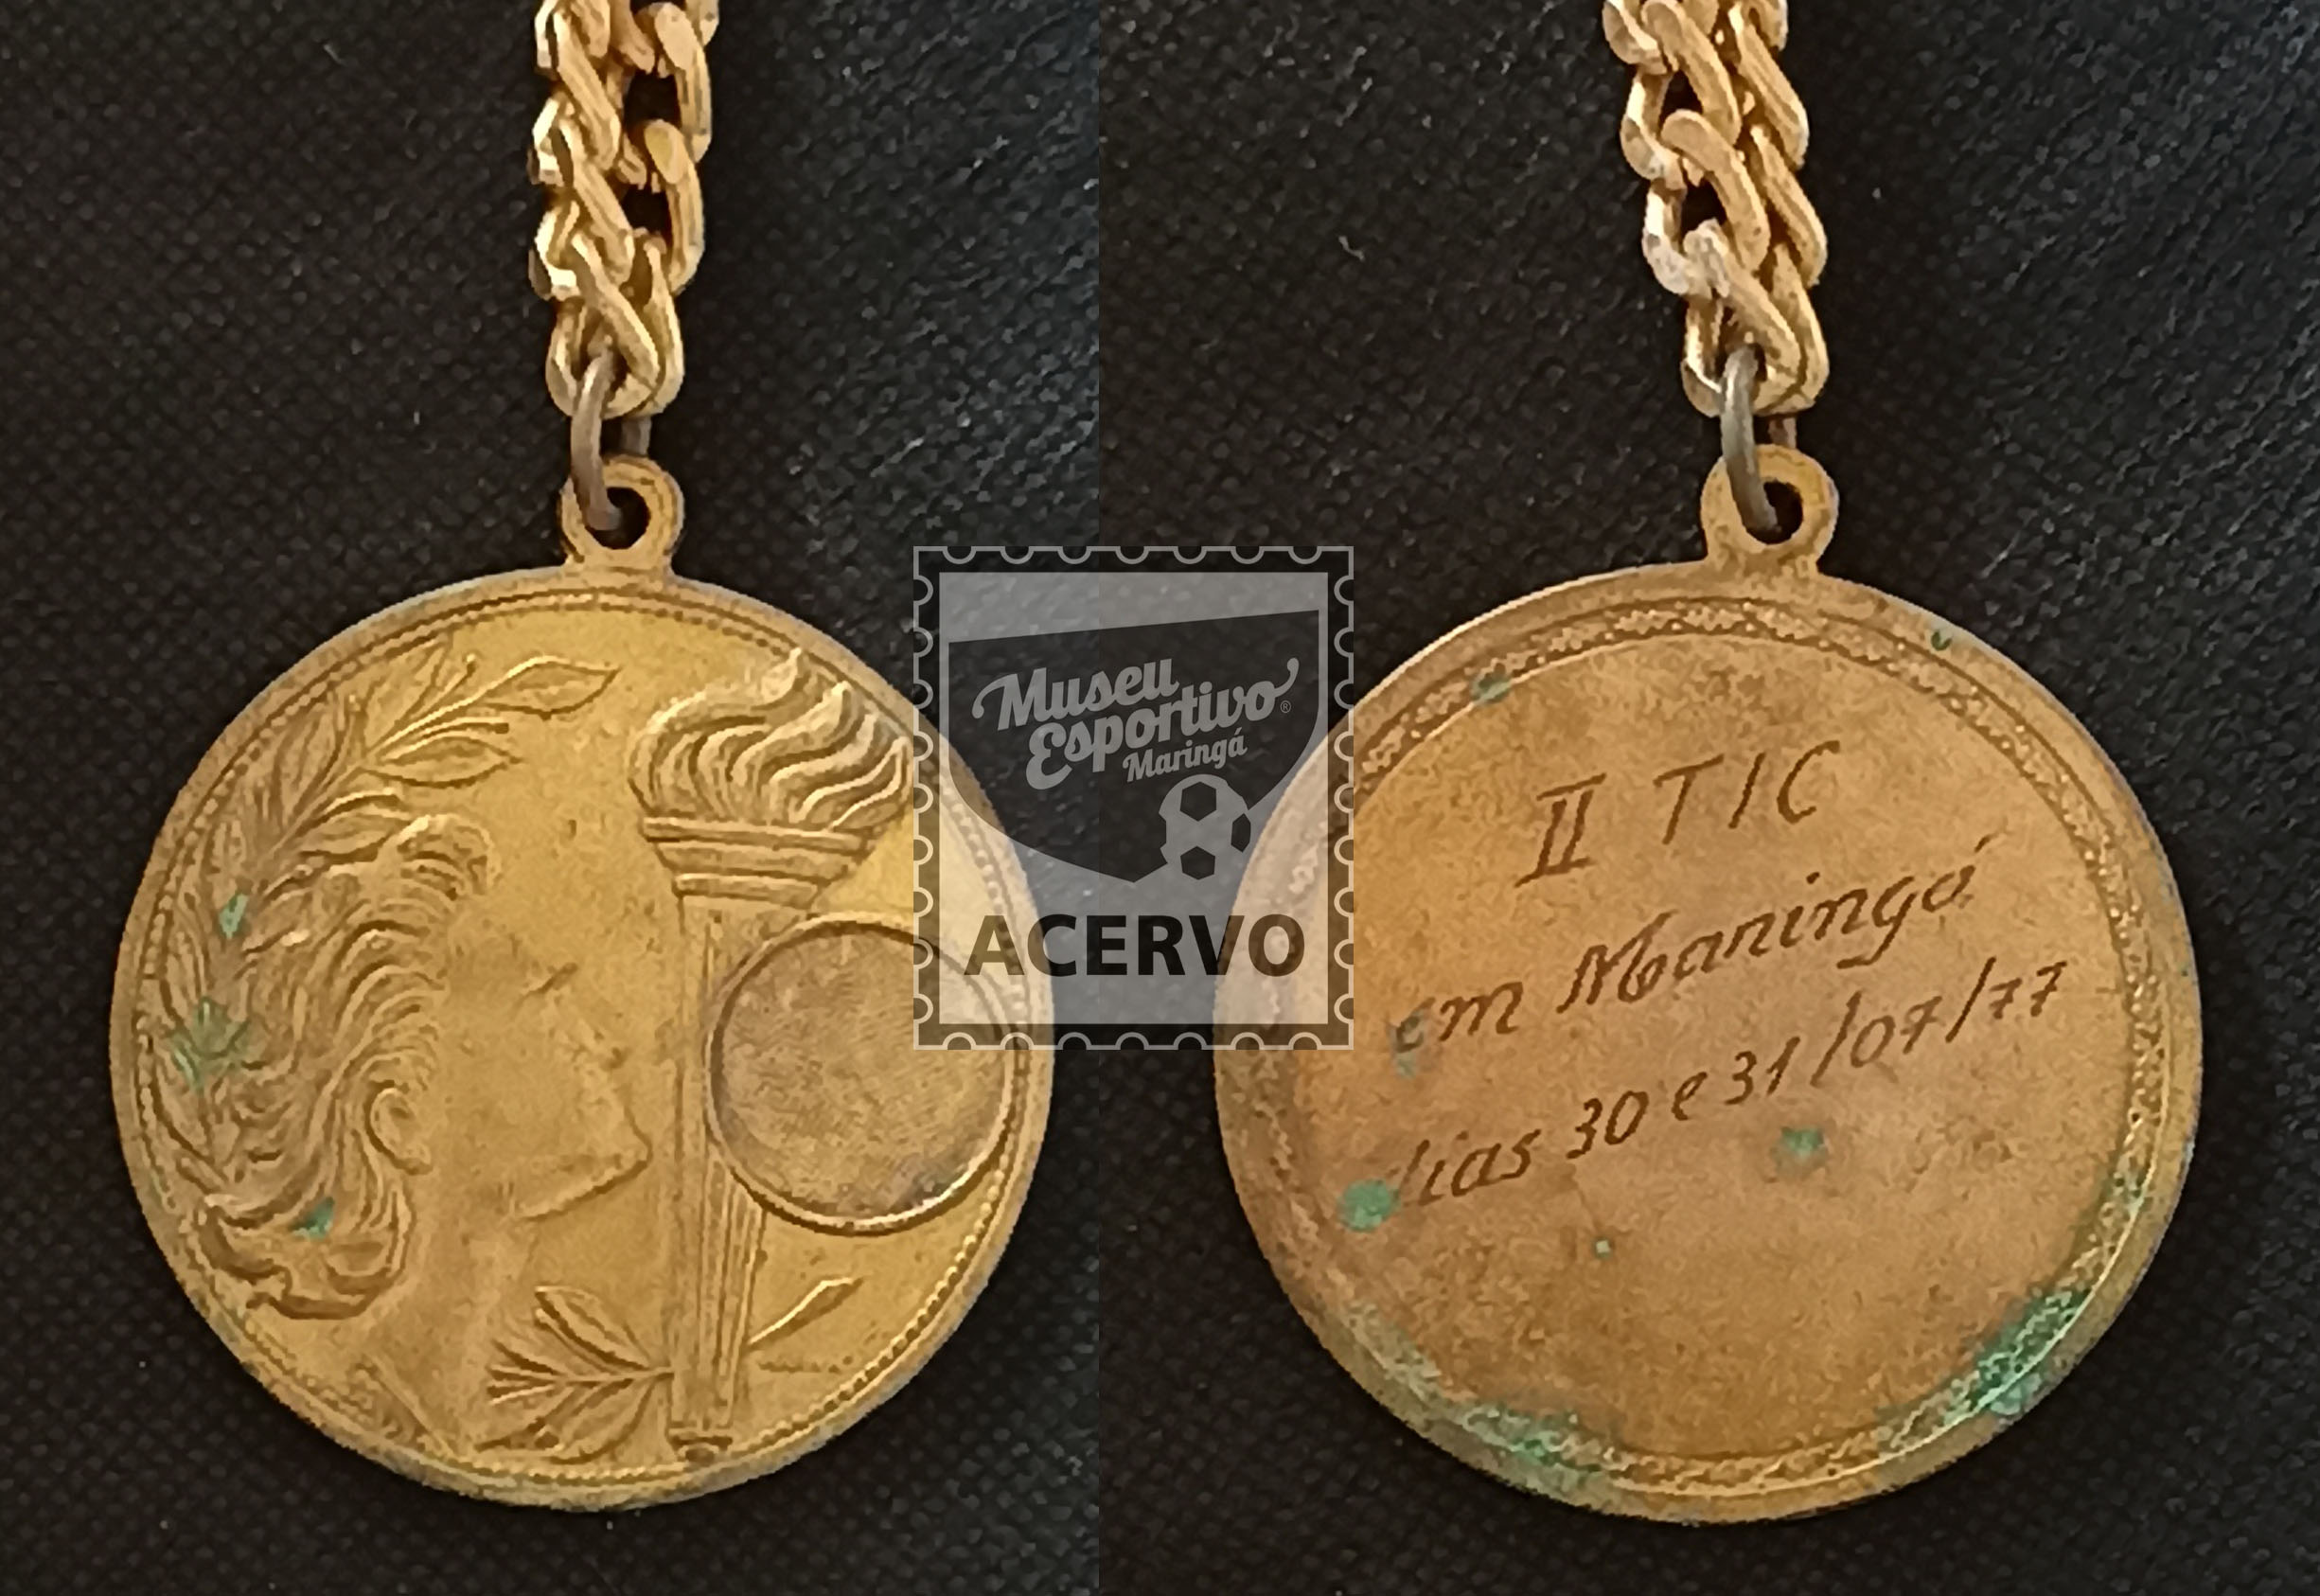 Museu
Esportivo®
Maringá
ACERVO
II TIC
em Maringá
dias 30 e 31/07/77